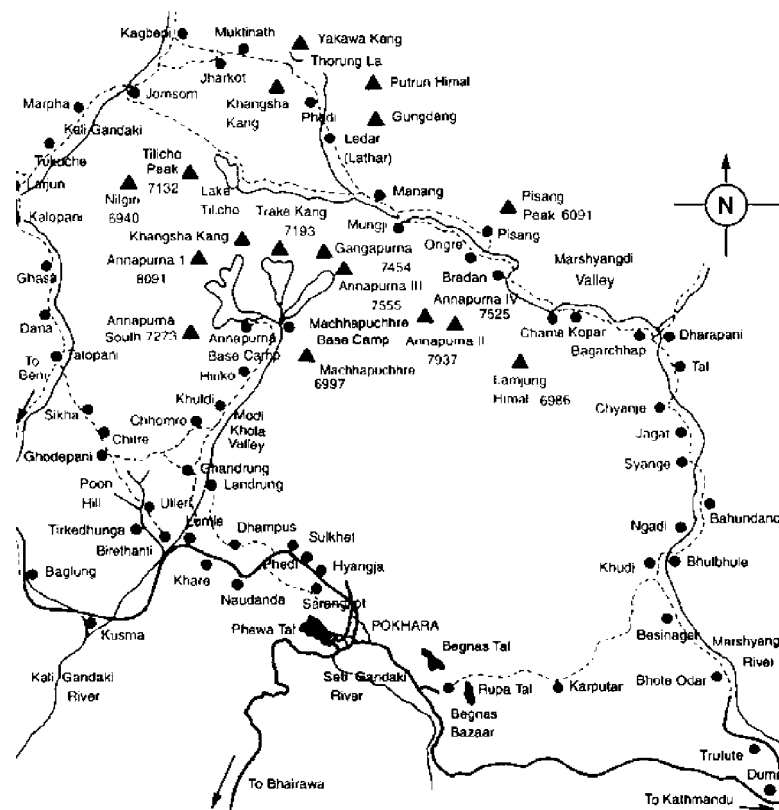 Kagbeni
Muktinath
Yakawa Kang
Thorung La
Jharkot
Putrun Himal
Jomsom
Khangsha
Kang
Phedi
Marpha
Gungdang
Kali Gandaki
Ledar
(Lathar)
Tukuche
Tilicho
Peak
7132
Larjun
Nilgiri
6940
Lake
Tilicho
Manang
Pisang
Peak 6091
Kalopani
Trake Kang
7193
Mungji
Pisang
N
Khangsha Kang
Gangapurna
7454
Ongre
Annapurna 1
8091
Bradan
Marshyangdi
Valley
Ghasa
Annapurna III
7555
Annapurna IV
7525
Dana
Annapurna
South 7273
Annapurna
Base Camp
Machhapuchhre
Base Camp
Annapurna II
7937
Chame
Kopar
Bagarchhap
Dharapani
To
Beni
Talopani
Hinko
Machhapuchhre
6997
Lamjung
Himal 6986
Tal
Sikha
Khuldi
Chhomro
Modi
Khola
Valley
Chyanje
Chitre
Jagat
Ghodepani
Ghandrung
Syange
Poon
Hill
Landrung
Ulleri
Bahundanda
Tirkedhunga
Lumle
Dhampus
Sulkhet
Ngadi
Birethanti
Phedi
Hyangja
Khudi
Bhulbhule
Baglung
Khare
Naudanda
Sarangkot
Kusma
Phewa Tal
POKHARA
Besinagar
Begnas Tal
Marshyang
River
Kali Gandaki
River
Seti Gandaki
River
Rupa Tal
Karputar
Bhote Odar
Begnas
Bazaar
Trulute
To Bhairawa
Dumr
To Kathmandu